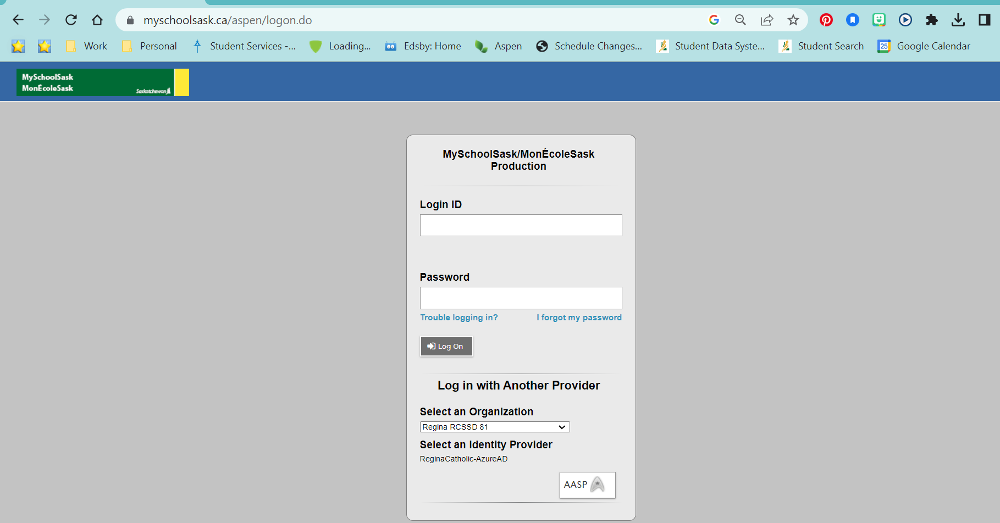 myschoolsask.ca/aspen/logon.do
Work Personal Student Services -... Loading... Edsby: Home Aspen Schedule Changes... Student Data Syste... Student Search 25 Google Calendar
MySchoolSask
MonÉcoleSask
Saskatchewan
MySchoolSask/MonÉcoleSask
Production
Login ID
Password
Trouble logging in? I forgot my password
Log On
Log in with Another Provider
Select an Organization
Regina RCSSD 81
Select an Identity Provider
ReginaCatholic-AzureAD
AASP